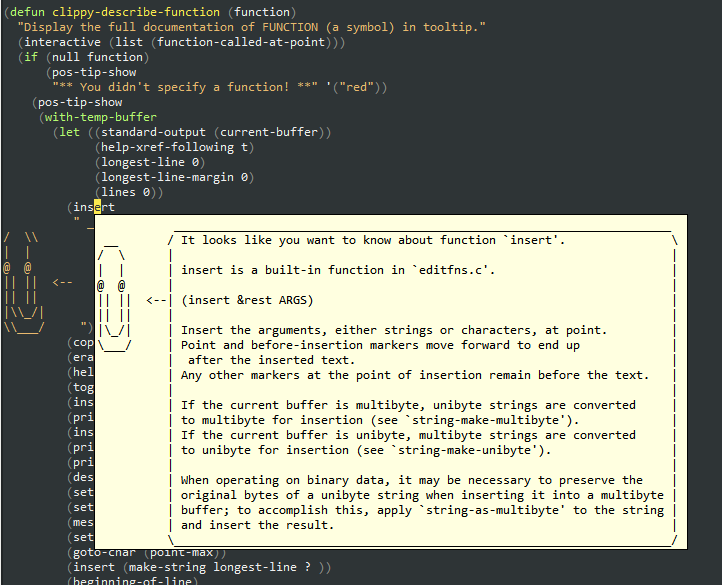 (defun clippy-describe-function (function)
  "Display the full documentation of FUNCTION (a symbol) in tooltip."
  (interactive (list (function-called-at-point)))
  (if (null function)
      (pos-tip-show
       "** You didn't specify a function! **" '("red"))
    (pos-tip-show
     (with-temp-buffer
       (let ((standard-output (current-buffer))
             (help-xref-following t)
             (longest-line 0)
             (longest-line-margin 0)
             (lines 0))
         (insert
          " _
/  \\
|  |
@  @
|| ||   <--
|| ||
|\\_/|
\\___/     ")
         (cop
         (era
         (hel
         (tog
         (ins
         (pri
         (ins
         (pri
         (pri
         (des
         (set
         (set
         (mes
         (set
         (goto-char (point-max))
         (insert (make-string longest-line ? ))
         (beginning-of-line)
  __       / It looks like you want to know about function `insert'.               \
 /  \      |                                                                       |
 |  |      | insert is a built-in function in `editfns.c'.                         |
 @  @      |                                                                       |
 || ||  <--| (insert &rest ARGS)                                                   |
 || ||     |                                                                       |
 |\_/|     | Insert the arguments, either strings or characters, at point.         |
 \___/     | Point and before-insertion markers move forward to end up             |
           |  after the inserted text.                                             |
           | Any other markers at the point of insertion remain before the text.   |
           |                                                                       |
           | If the current buffer is multibyte, unibyte strings are converted     |
           | to multibyte for insertion (see `string-make-multibyte').             |
           | If the current buffer is unibyte, multibyte strings are converted     |
           | to unibyte for insertion (see `string-make-unibyte').                 |
           |                                                                       |
           | When operating on binary data, it may be necessary to preserve the    |
           | original bytes of a unibyte string when inserting it into a multibyte |
           | buffer; to accomplish this, apply `string-as-multibyte' to the string |
           | and insert the result.                                                |
           \_______________________________________________________________________/